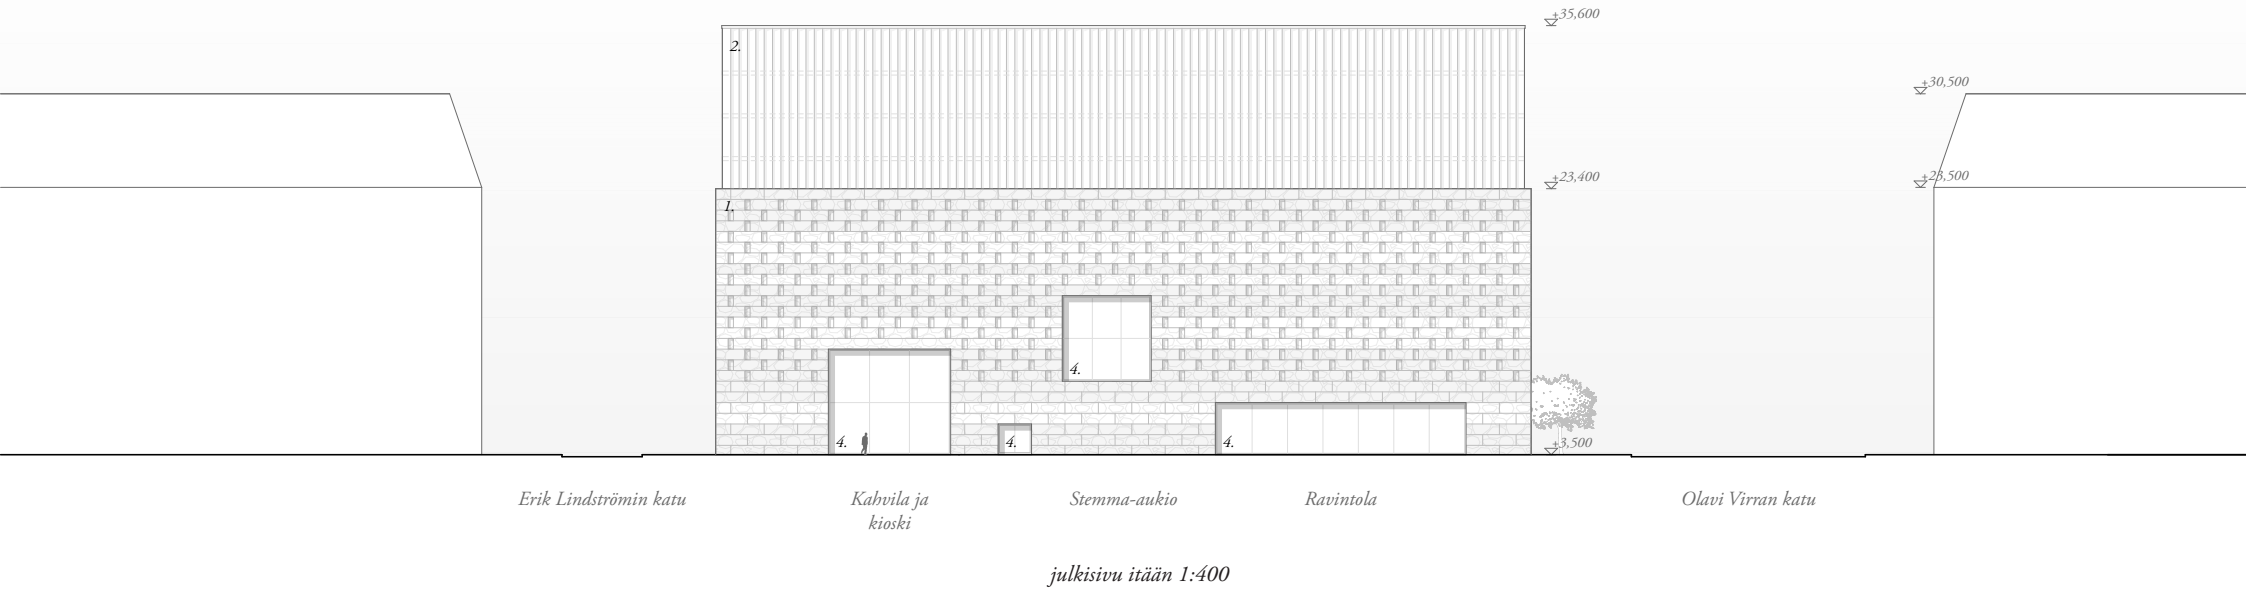 +35,600
2.
+30,500
+23,400
+23,500
1.
4.
4.
4.
4.
+3,500
Erik Lindströmin katu
Kahvila ja
kioski
Stemma-aukio
Ravintola
Olavi Virran katu
julkisivu itään 1:400